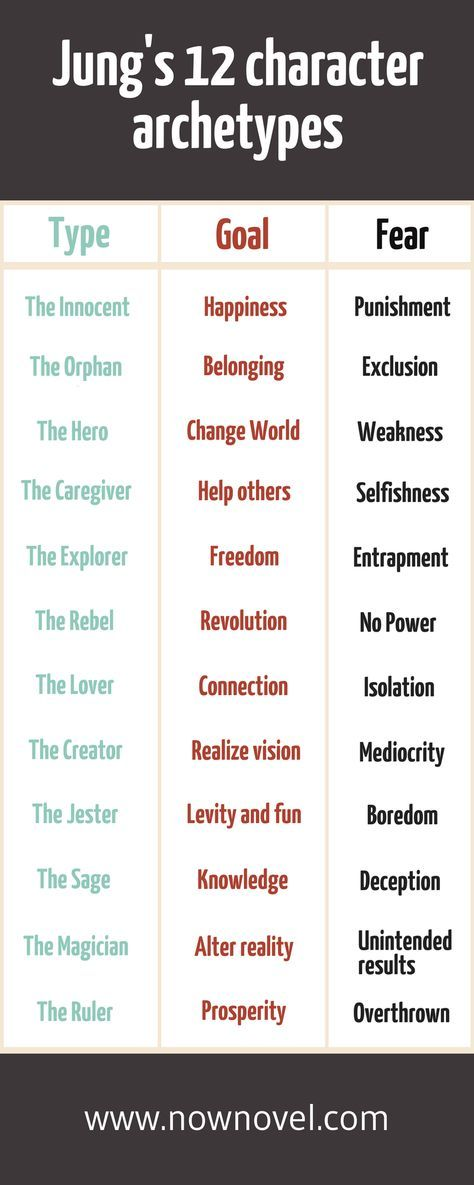 Jung's 12 character
archetypes
Type Goal Fear
The Innocent Happiness Punishment
The Orphan Belonging Exclusion
The Hero Change World Weakness
The Caregiver Help others Selfishness
The Explorer Freedom Entrapment
The Rebel Revolution No Power
The Lover Connection Isolation
The Creator Realize vision Mediocrity
The Jester Levity and fun Boredom
The Sage Knowledge Deception
The Magician Alter reality Unintended
results
The Ruler Prosperity Overthrown
www.nownovel.com